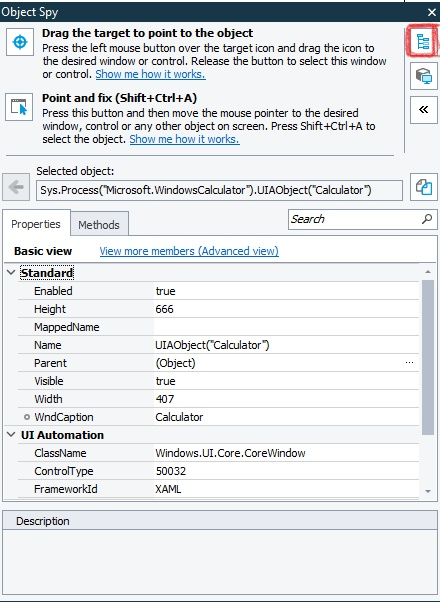 Object Spy
Drag the target to point to the object
Press the left mouse button over the target icon and drag the icon to
the desired window or control. Release the button to select this window
or control. Show me how it works.
Point and fix (Shift+Ctrl+A)
Press this button and then move the mouse pointer to the desired
window, control or any other object on screen. Press Shift+Ctrl+A to
select the object. Show me how it works.
Selected object:
Sys.Process("Microsoft.WindowsCalculator").UIAObject("Calculator")
Properties Methods Search
Basic view View more members (Advanced view)
Standard
Enabled true
Height 666
MappedName
Name UIAObject("Calculator")
Parent (Object) ...
Visible true
Width 407
WndCaption Calculator
UI Automation
ClassName Windows.UI.Core.CoreWindow
ControlType 50032
FrameworkId XAML
Description